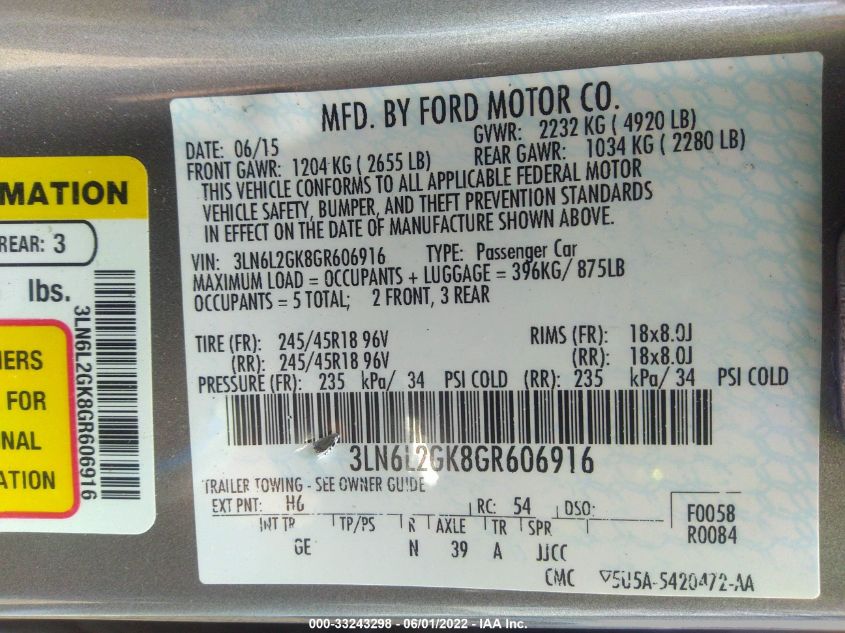 MFD. BY FORD MOTOR CO.
DATE: 06/15
GVWR: 2232 KG ( 4920 LB)
FRONT GAWR: 1204 KG ( 2655 LB)
REAR GAWR: 1034 KG ( 2280 LB)
THIS VEHICLE CONFORMS TO ALL APPLICABLE FEDERAL MOTOR
VEHICLE SAFETY, BUMPER, AND THEFT PREVENTION STANDARDS
IN EFFECT ON THE DATE OF MANUFACTURE SHOWN ABOVE.
VIN: 3LN6L2GK8GR606916 TYPE: Passenger Car
MAXIMUM LOAD = OCCUPANTS + LUGGAGE = 396KG/ 875LB
OCCUPANTS = 5 TOTAL; 2 FRONT, 3 REAR
TIRE (FR): 245/45R18 96V RIMS (FR): 18x8.0J
(RR): 245/45R18 96V (RR): 18x8.0J
PRESSURE (FR): 235 kPa/ 34 PSI COLD (RR): 235 kPa/ 34 PSI COLD
3LN6L2GK8GR606916
TRAILER TOWING - SEE OWNER GUIDE
EXT PNT: H6 RC: 54 DSO:
F0058
R0084
INT TR TP/PS R AXLE TR SPR
GE N 39 A JJCC
CMC 5U5A-5420472-AA
MATION
REAR: 3
lbs.
3LN6L2GK8GR606916
NERS
FOR
NAL
ATION
000-33243298 - 06/01/2022 - IAA Inc.